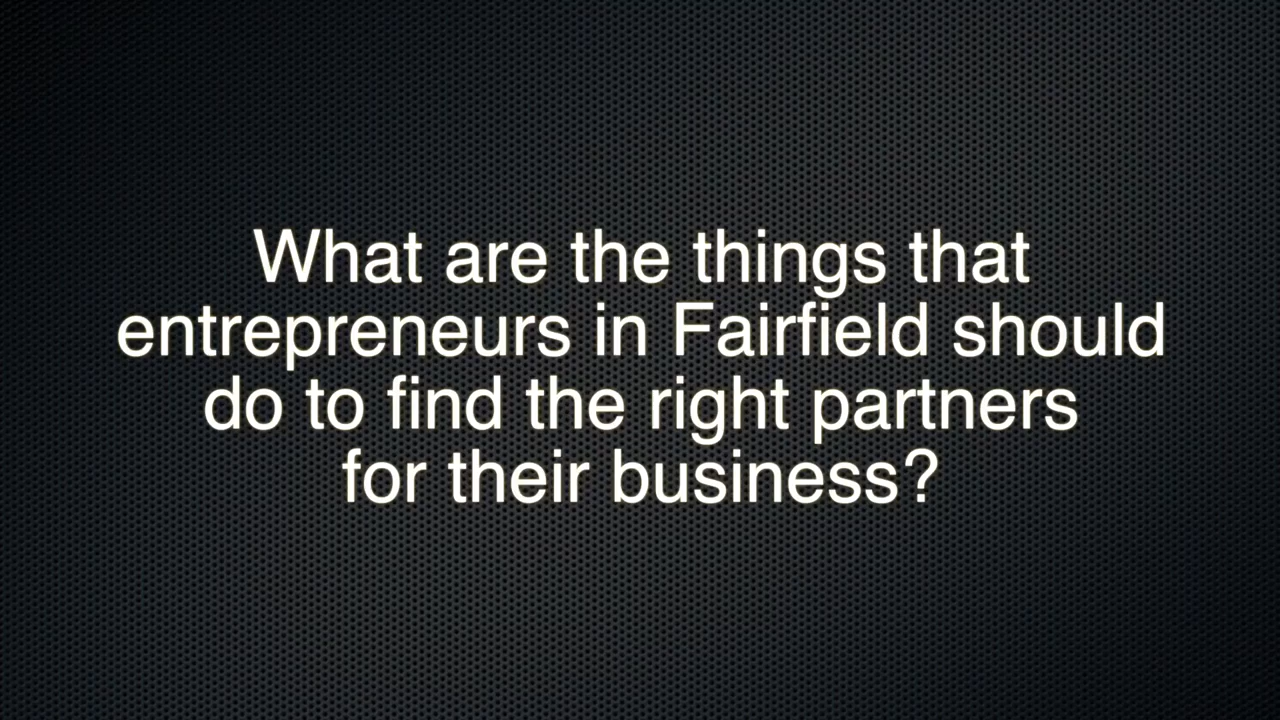 What are the things that
entrepreneurs in Fairfield should
do to find the right partners
for their business?